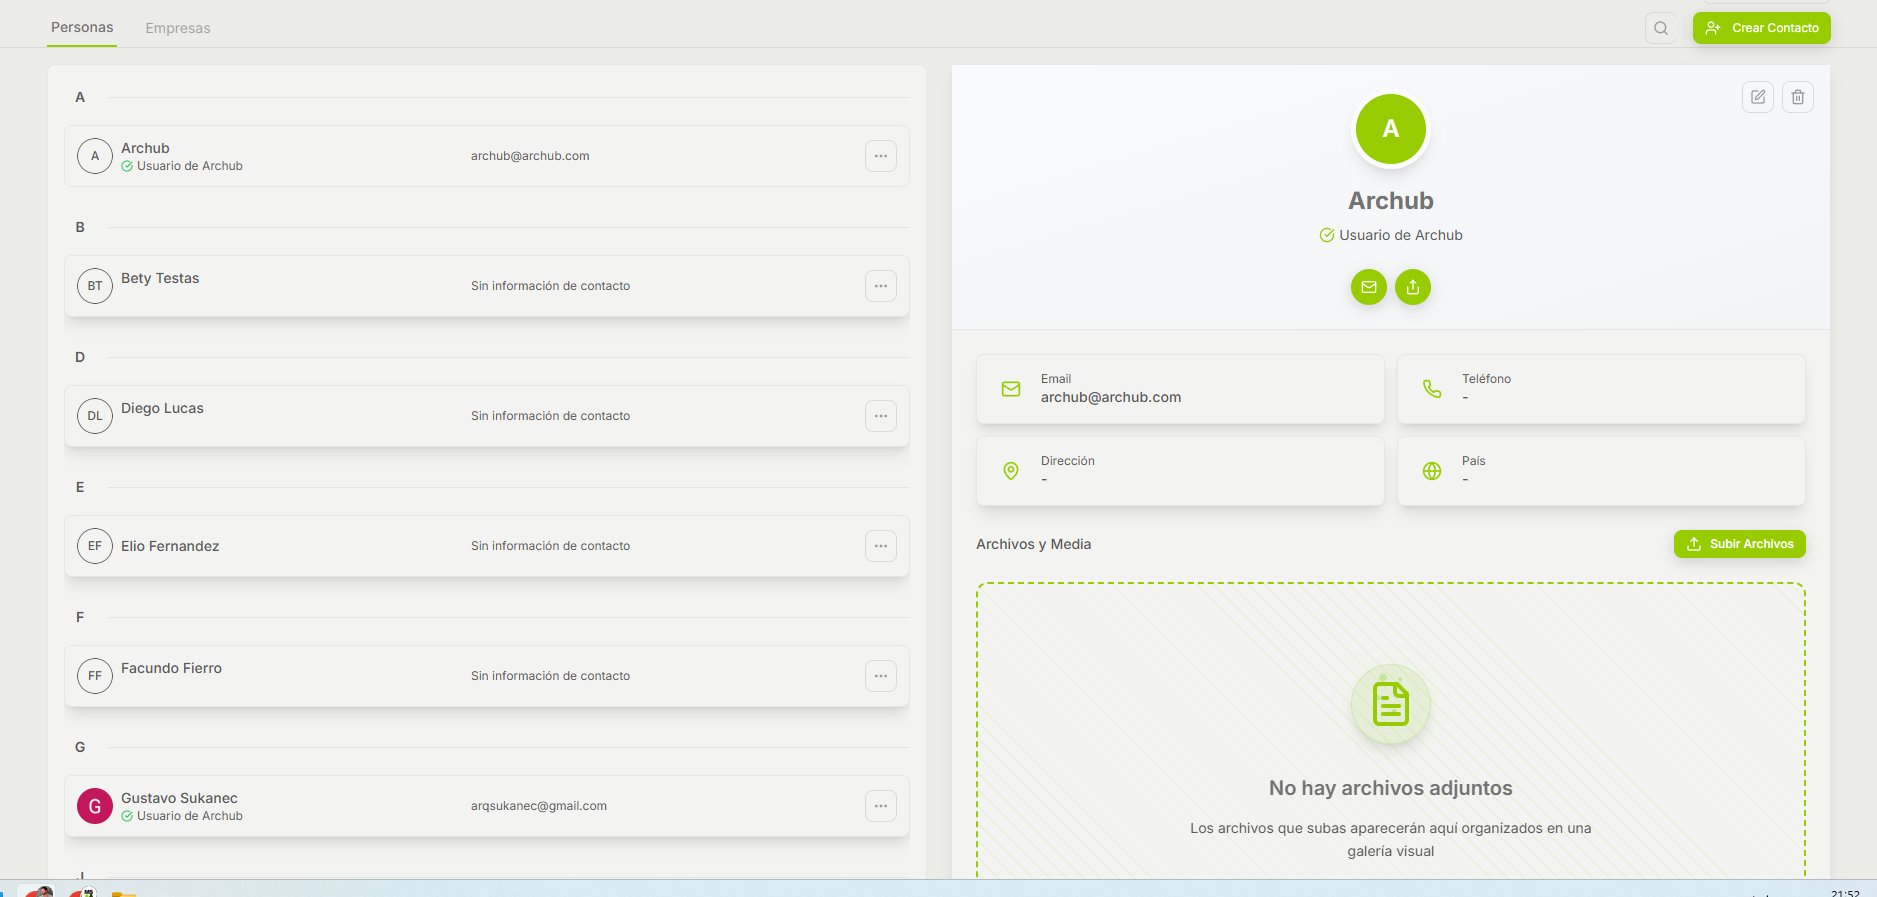 Personas
Empresas
Crear Contacto
A
A
Archub
Usuario de Archub
archub@archub.com
B
BT
Bety Testas
Sin información de contacto
D
DL
Diego Lucas
Sin información de contacto
E
EF
Elio Fernandez
Sin información de contacto
F
FF
Facundo Fierro
Sin información de contacto
G
G
Gustavo Sukanec
Usuario de Archub
arqsukanec@gmail.com
A
Archub
Usuario de Archub
Email
archub@archub.com
Teléfono
-
Dirección
-
País
-
Archivos y Media
Subir Archivos
No hay archivos adjuntos
Los archivos que subas aparecerán aquí organizados en una
galería visual
21:52